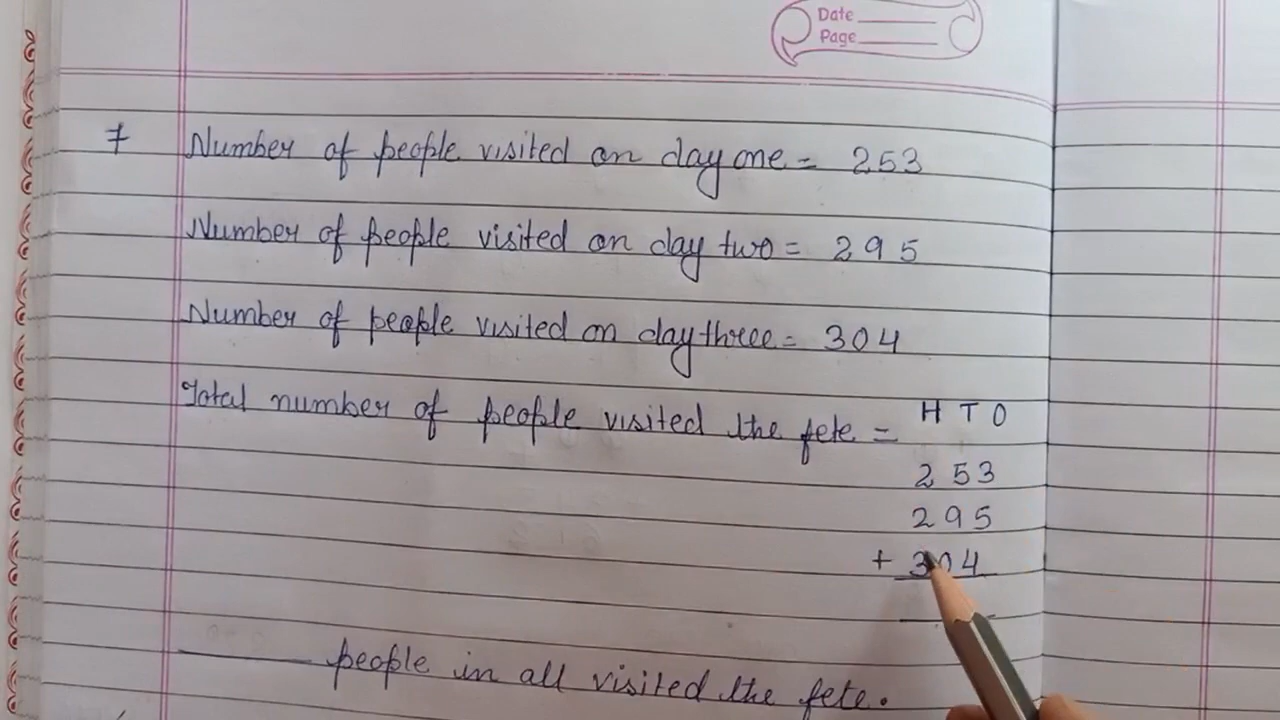 Date
Page
7 Number of people visited on day one = 253
Number of people visited on day two = 295
Number of people visited on day three = 304
Total number of people visited the fete =
H T O
253
295
+ 304
people in all visited the fete.